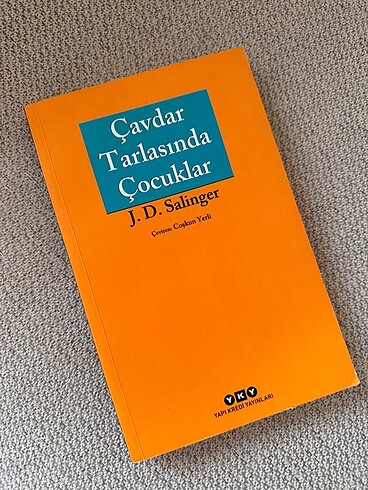 Çavdar
Tarlasında
Çocuklar
J. D. Salinger
Çeviren: Coşkun Yerli
YKY
YAPI KREDİ YAYINLARI